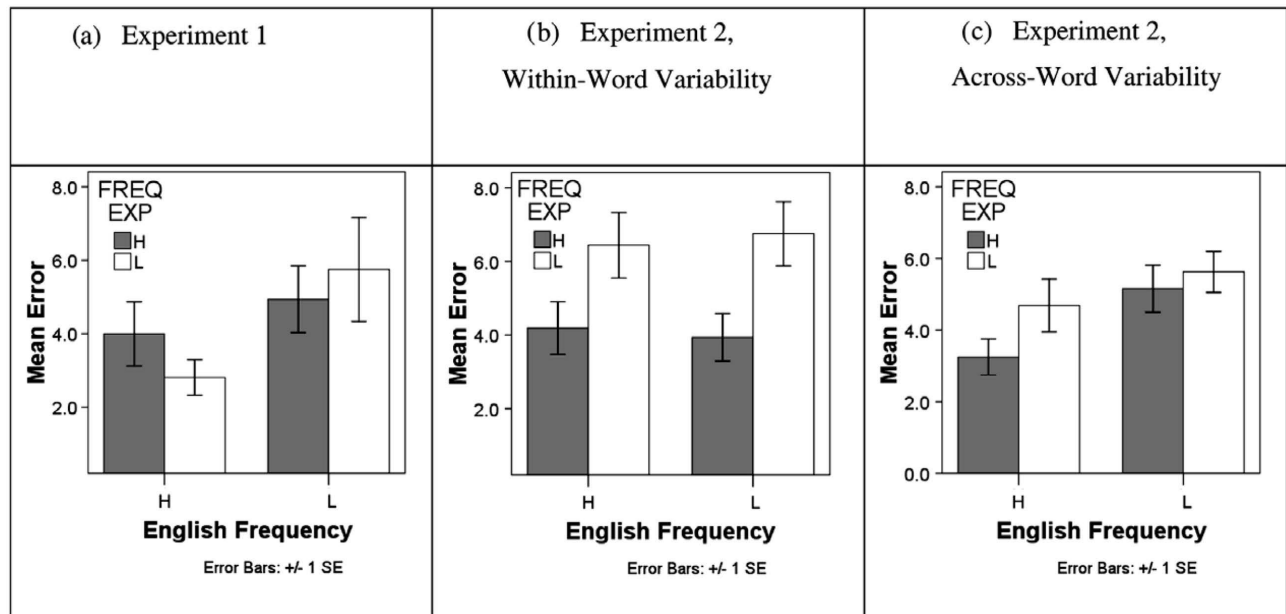 (a) Experiment 1
(b) Experiment 2,
Within-Word Variability
(c) Experiment 2,
Across-Word Variability
8.0
6.0
4.0
2.0
Mean Error
FREQ
EXP
H
L
H
L
English Frequency
Error Bars: +/- 1 SE
8.0
6.0
4.0
2.0
Mean Error
FREQ
EXP
H
L
H
L
English Frequency
Error Bars: +/- 1 SE
8.0
6.0
4.0
2.0
0.0
Mean Error
FREQ
EXP
H
L
H
L
English Frequency
Error Bars: +/- 1 SE